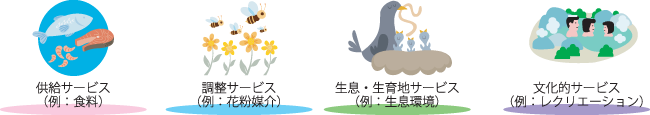 供給サービス
（例：食料）
調整サービス
（例：花粉媒介）
生息・生育地サービス
（例：生息環境）
文化的サービス
（例：レクリエーション）